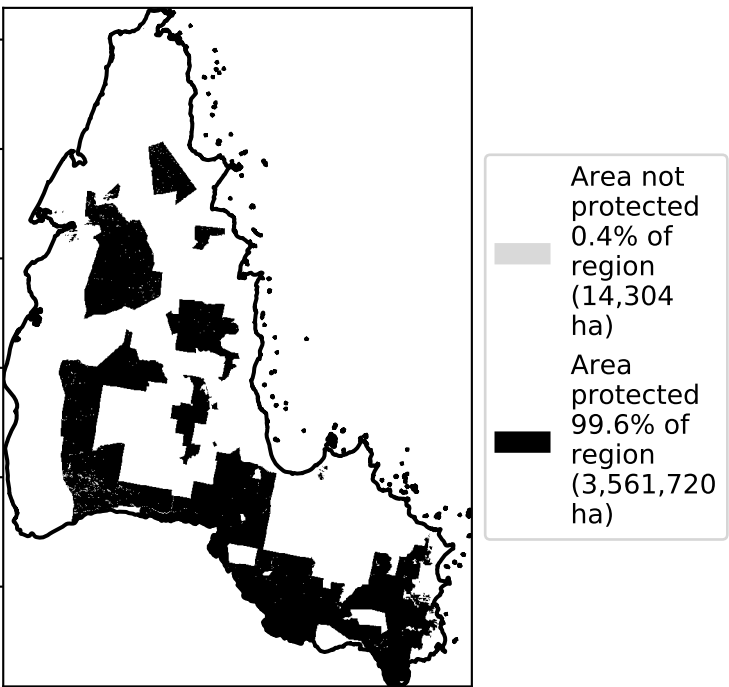 Area not
protected
0.4% of
region
(14,304
ha)
Area
protected
99.6% of
region
(3,561,720
ha)